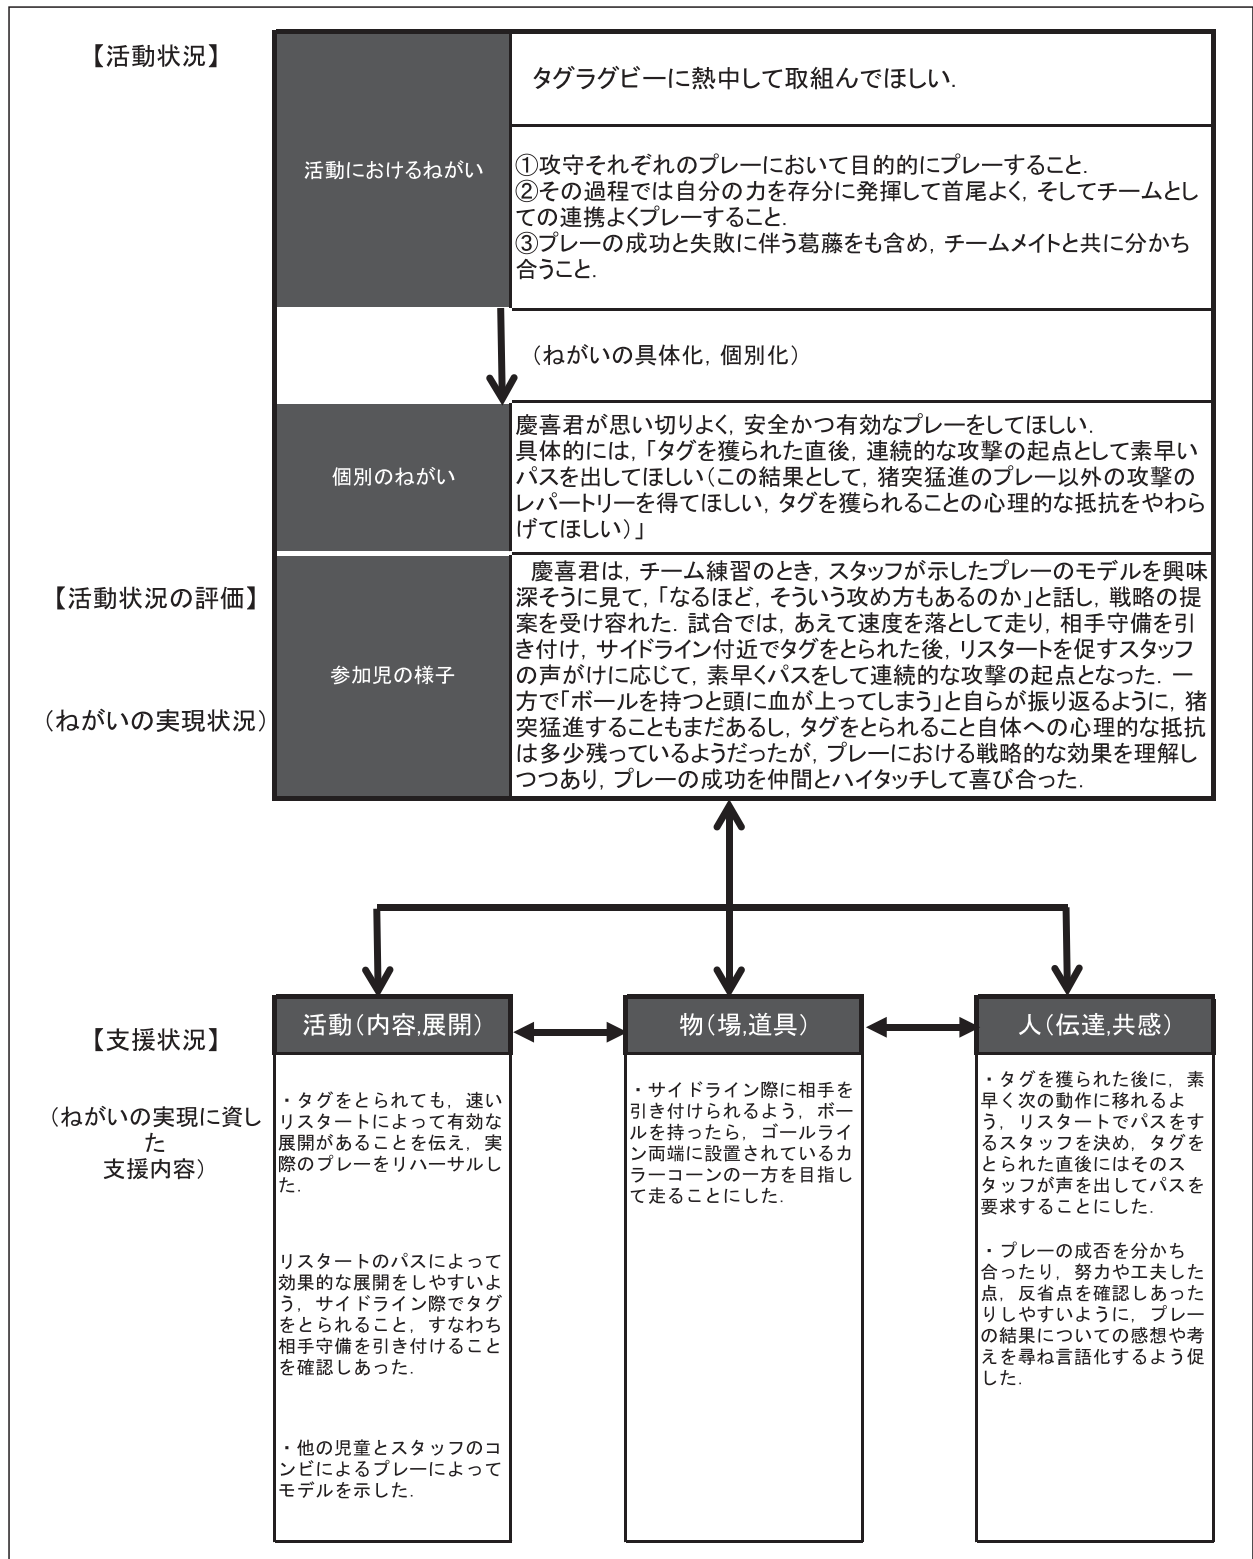 【活動状況】
活動におけるねがい
タグラグビーに熱中して取組んでほしい.
①攻守それぞれのプレーにおいて目的的にプレーすること.
②その過程では自分の力を存分に発揮して首尾よく, そしてチームとし
ての連携よくプレーすること.
③プレーの成功と失敗に伴う葛藤をも含め, チームメイトと共に分かち
合うこと.
(ねがいの具体化, 個別化)
個別のねがい
慶喜君が思い切りよく, 安全かつ有効なプレーをしてほしい.
具体的には, 「タグを獲られた直後, 連続的な攻撃の起点として素早い
パスを出してほしい(この結果として, 猪突猛進のプレー以外の攻撃の
レパートリーを得てほしい, タグを獲られることの心理的な抵抗をやわら
げてほしい)」
【活動状況の評価】
(ねがいの実現状況)
参加児の様子
慶喜君は, チーム練習のとき, スタッフが示したプレーのモデルを興味
深そうに見て, 「なるほど, そういう攻め方もあるのか」と話し, 戦略の提
案を受け容れた. 試合では, あえて速度を落として走り, 相手守備を引
き付け, サイドライン付近でタグをとられた後, リスタートを促すスタッフ
の声がけに応じて, 素早くパスをして連続的な攻撃の起点となった. 一
方で「ボールを持つと頭に血が上ってしまう」と自らが振り返るように, 猪
突猛進することもまだあるし, タグをとられること自体への心理的な抵抗
は多少残っているようだったが, プレーにおける戦略的な効果を理解し
つつあり, プレーの成功を仲間とハイタッチして喜び合った.
【支援状況】
(ねがいの実現に資し
た
支援内容)
活動(内容,展開)
・タグをとられても, 速い
リスタートによって有効な
展開があることを伝え, 実
際のプレーをリハーサルし
た.
リスタートのパスによって
効果的な展開をしやすいよ
う, サイドライン際でタグ
をとられること, すなわち
相手守備を引き付けること
を確認しあった.
・他の児童とスタッフのコ
ンビによるプレーによって
モデルを示した.
物(場,道具)
・サイドライン際に相手を
引き付けられるよう, ボー
ルを持ったら, ゴールライ
ン両端に設置されているカ
ラーコーンの一方を目指し
て走ることにした.
人(伝達,共感)
・タグを獲られた後に, 素
早く次の動作に移れるよ
う, リスタートでパスをす
るスタッフを決め, タグを
とられた直後にはそのス
タッフが声を出してパスを
要求することにした.
・プレーの成否を分かち
合ったり, 努力や工夫した
点, 反省点を確認しあった
りしやすいように, プレー
の結果についての感想や考
えを尋ね言語化するよう促
した.